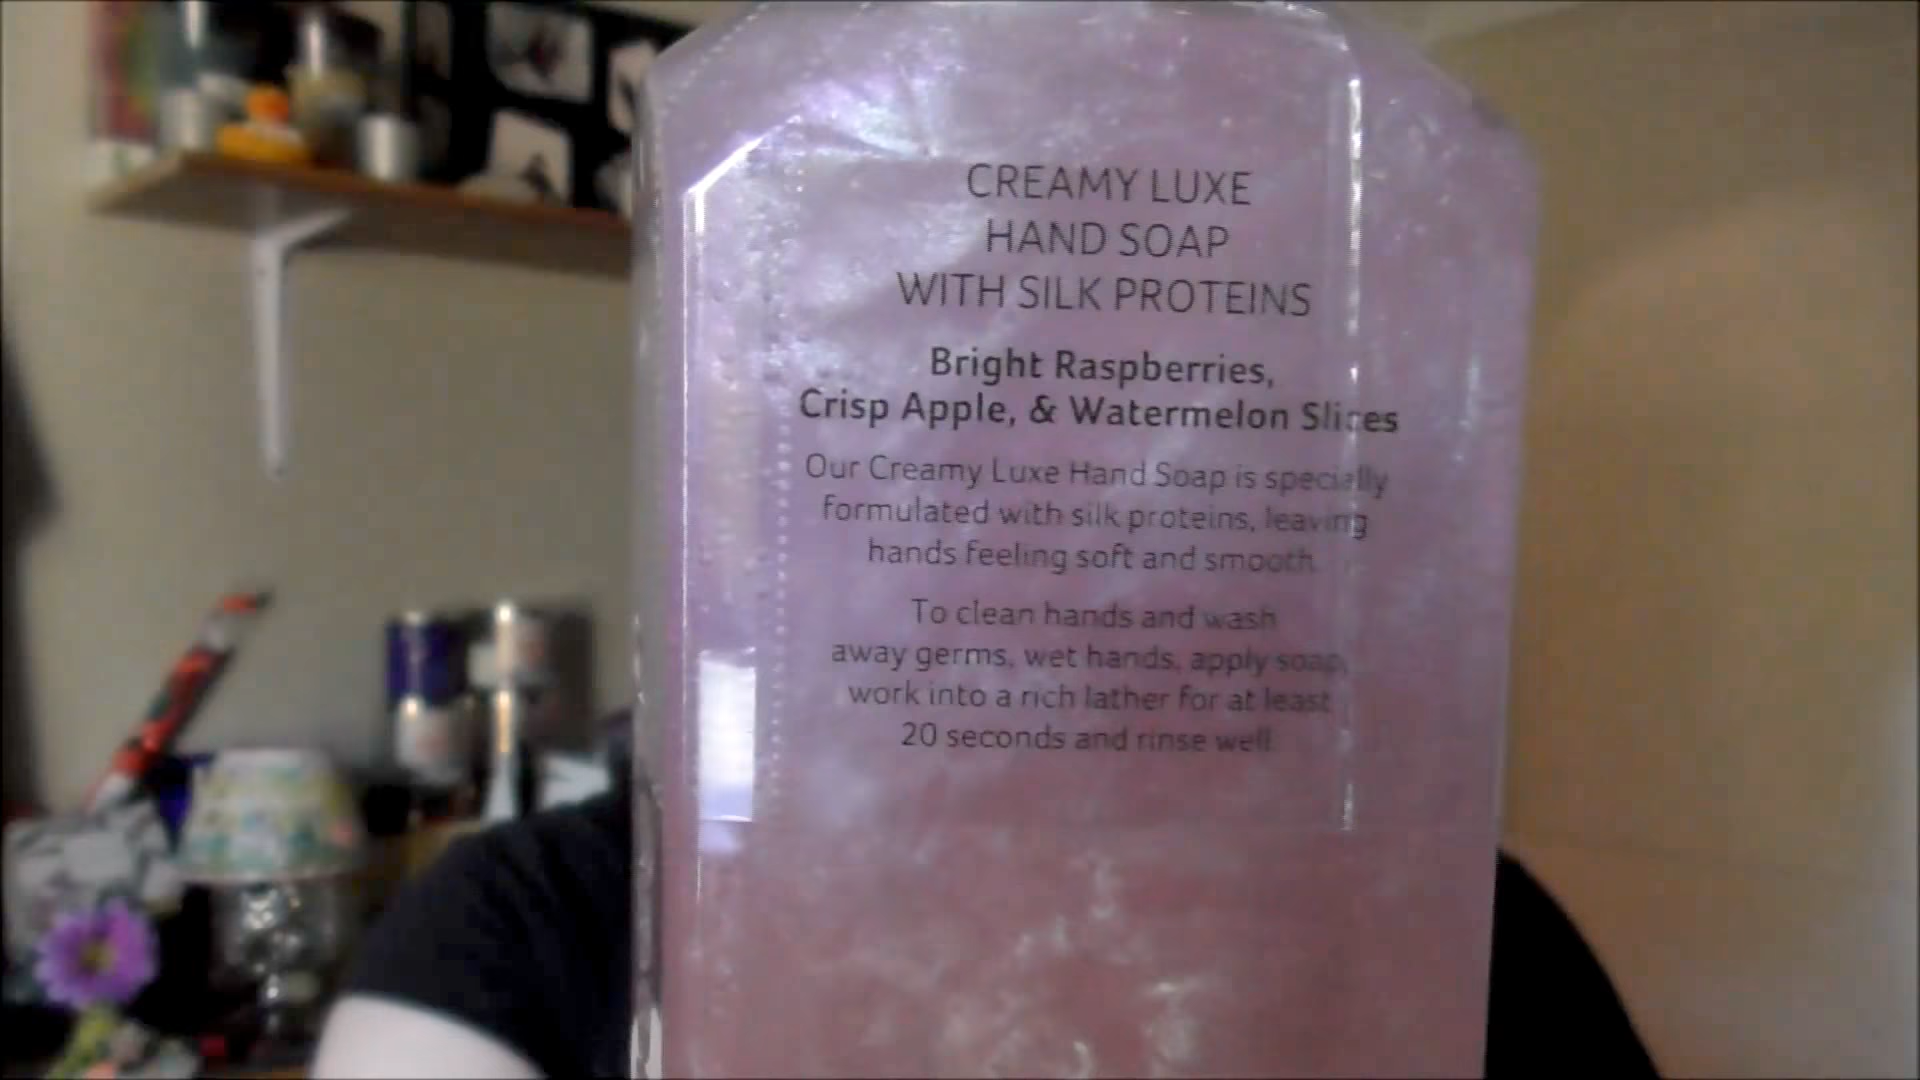 CREAMY LUXE
HAND SOAP
WITH SILK PROTEINS
Bright Raspberries,
Crisp Apple, & Watermelon Slices
Our Creamy Luxe Hand Soap is specially
formulated with silk proteins, leaving
hands feeling soft and smooth.
To clean hands and wash
away germs, wet hands, apply soap,
work into a rich lather for at least
20 seconds and rinse well.